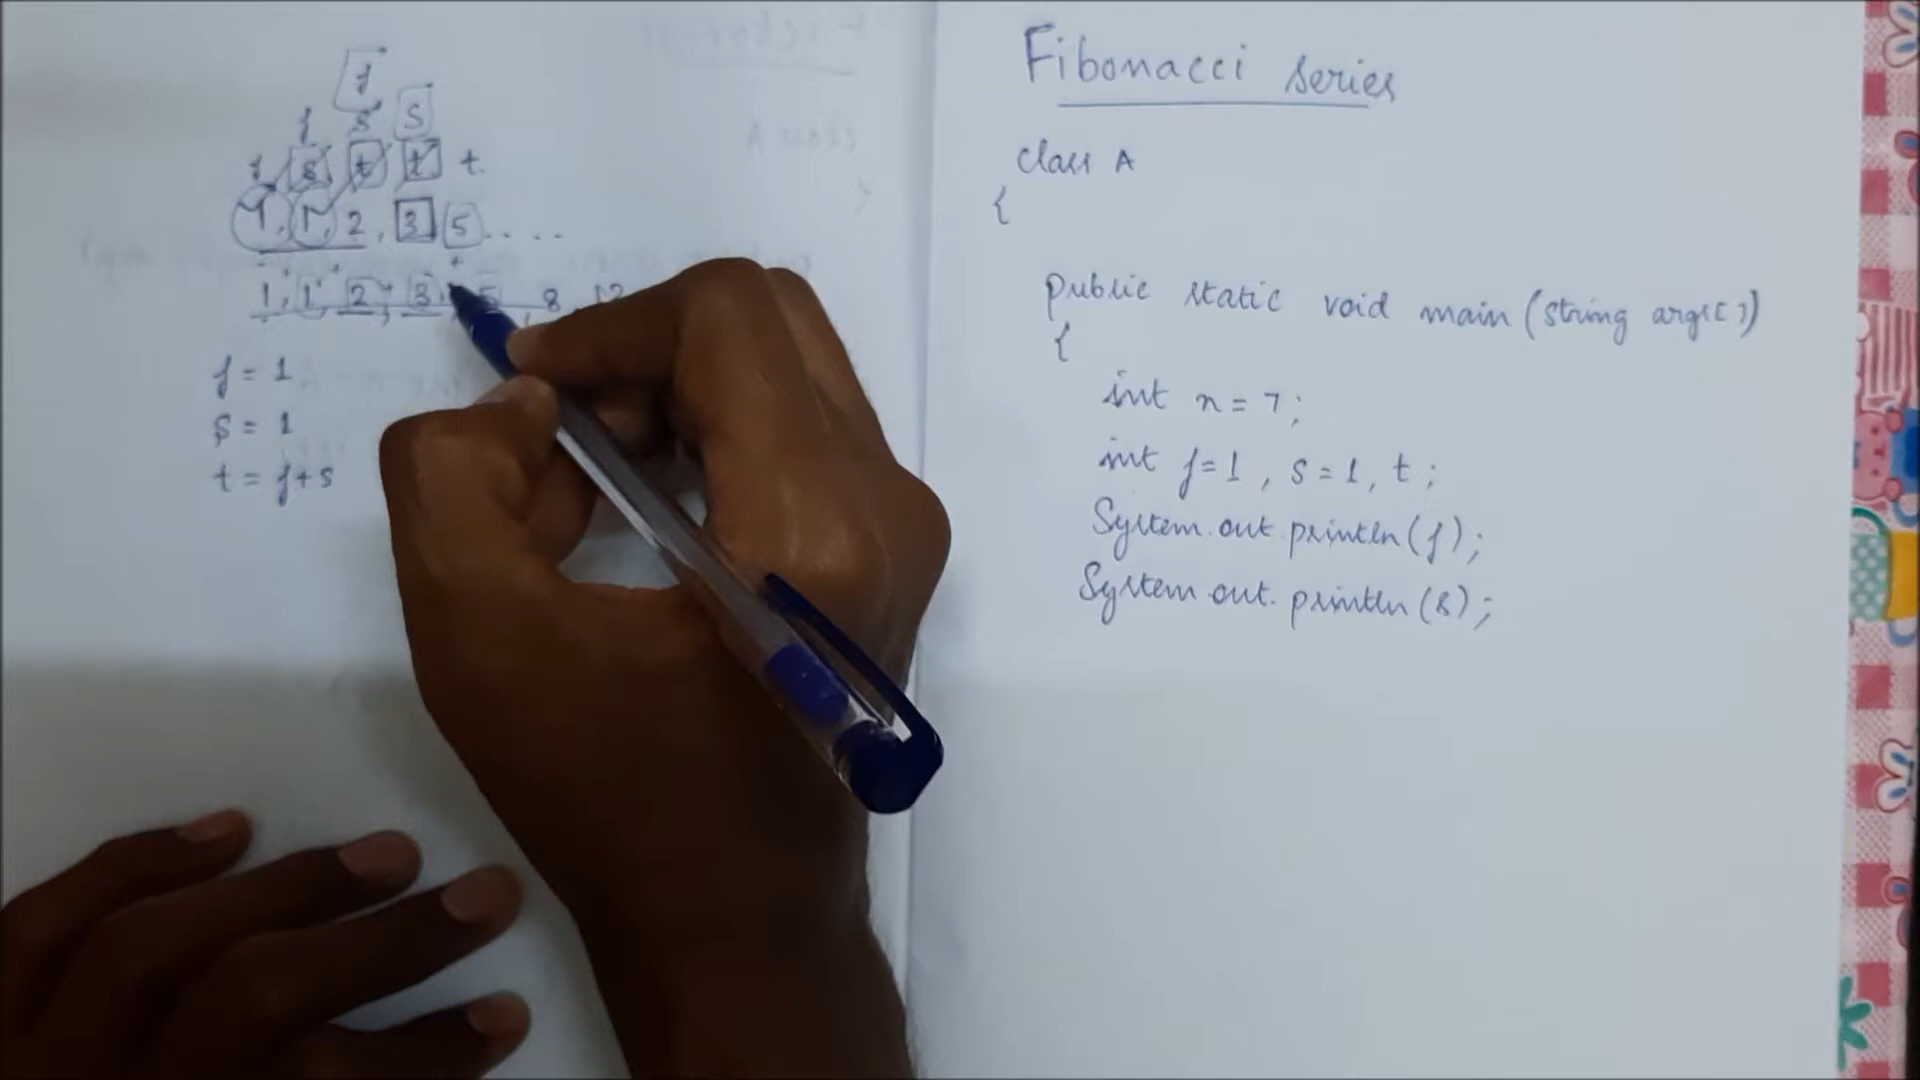 f
f s s
f s t t t
1, 1, 2, 3 5 ....
1, 1, 2, 3, 5, 8
f = 1
s = 1
t = f+s
Fibonacci series
class A
{
public static void main (string args[])
{
int n = 7;
int f=1, s=1, t;
System.out.println(f);
System.out.println(s);